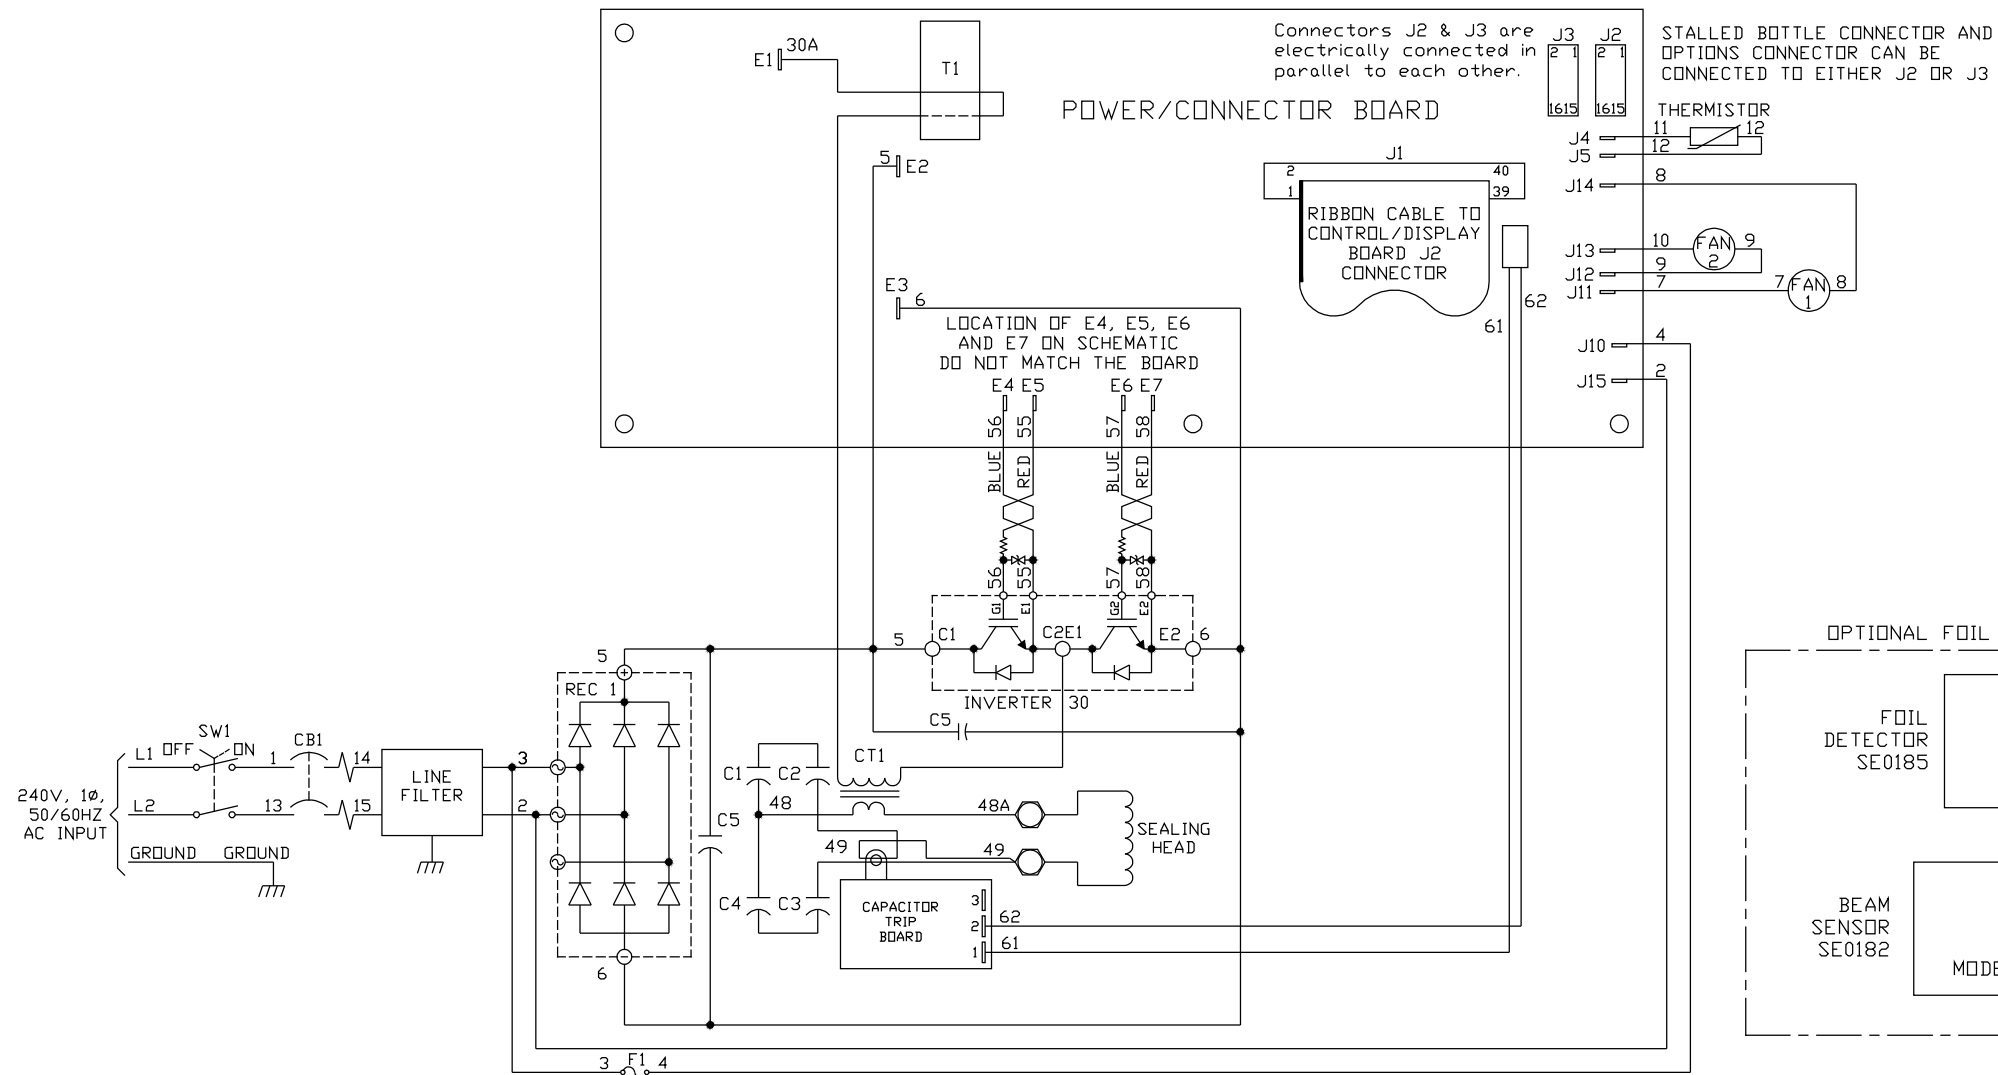 Connectors J2 & J3 are
electrically connected in
parallel to each other.
J3 J2
2 1 2 1
1615 1615
STALLED BOTTLE CONNECTOR AND
OPTIONS CONNECTOR CAN BE
CONNECTED TO EITHER J2 OR J3
E1 30A
T1
POWER/CONNECTOR BOARD
THERMISTOR
J4 11 12
J5 12
5 E2
J1
2 40
1 39
RIBBON CABLE TO
CONTROL/DISPLAY
BOARD J2
CONNECTOR
J14 8
J13 10 FAN 2 9
J12 9
J11 7 7 FAN 1 8
E3 6
62
61
LOCATION OF E4, E5, E6
AND E7 ON SCHEMATIC
DO NOT MATCH THE BOARD
J10 4
J15 2
E4 E5 E6 E7
56 55 57 58
BLUE RED BLUE RED
56 55 57 58
G1 E1 G2 E2
5 C1 C2E1 E2 6
INVERTER 30
C5
OPTIONAL FOIL
FOIL
DETECTOR
SE0185
BEAM
SENSOR
SE0182
MODE
5
REC 1
+
-
6
240V, 1ø,
50/60HZ
AC INPUT
L1 OFF SW1 ON 1 CB1 14
L2 13 15
GROUND GROUND
LINE
FILTER
3
2
C5
C1 C2
CT1
48 48A
49 49
SEALING
HEAD
C4 C3
CAPACITOR
TRIP
BOARD
3
2 62
1 61
3 F1 4